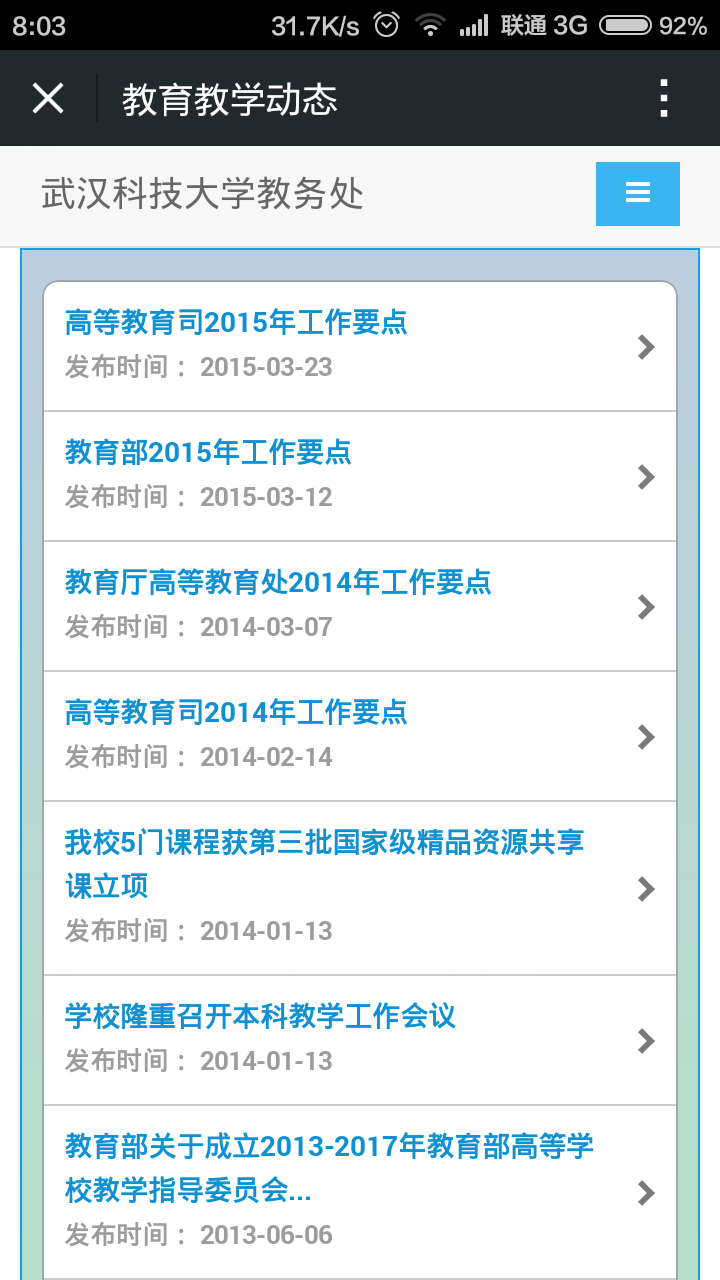 8:03 31.7K/s 联通 3G 92%
教育教学动态
武汉科技大学教务处
高等教育司2015年工作要点
发布时间 ：2015-03-23
教育部2015年工作要点
发布时间 ：2015-03-12
教育厅高等教育处2014年工作要点
发布时间 ：2014-03-07
高等教育司2014年工作要点
发布时间 ：2014-02-14
我校5门课程获第三批国家级精品资源共享
课立项
发布时间 ：2014-01-13
学校隆重召开本科教学工作会议
发布时间 ：2014-01-13
教育部关于成立2013-2017年教育部高等学
校教学指导委员会...
发布时间 ：2013-06-06